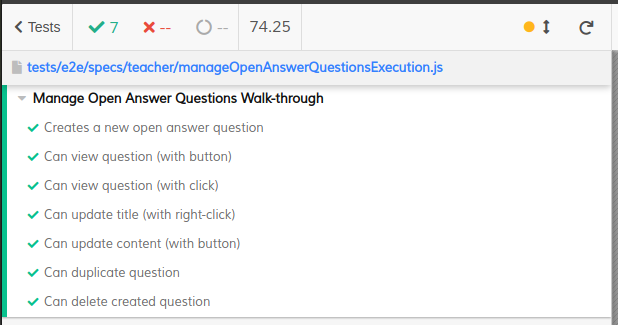 Tests 7 -- -- 74.25
tests/e2e/specs/teacher/manageOpenAnswerQuestionsExecution.js
Manage Open Answer Questions Walk-through
Creates a new open answer question
Can view question (with button)
Can view question (with click)
Can update title (with right-click)
Can update content (with button)
Can duplicate question
Can delete created question